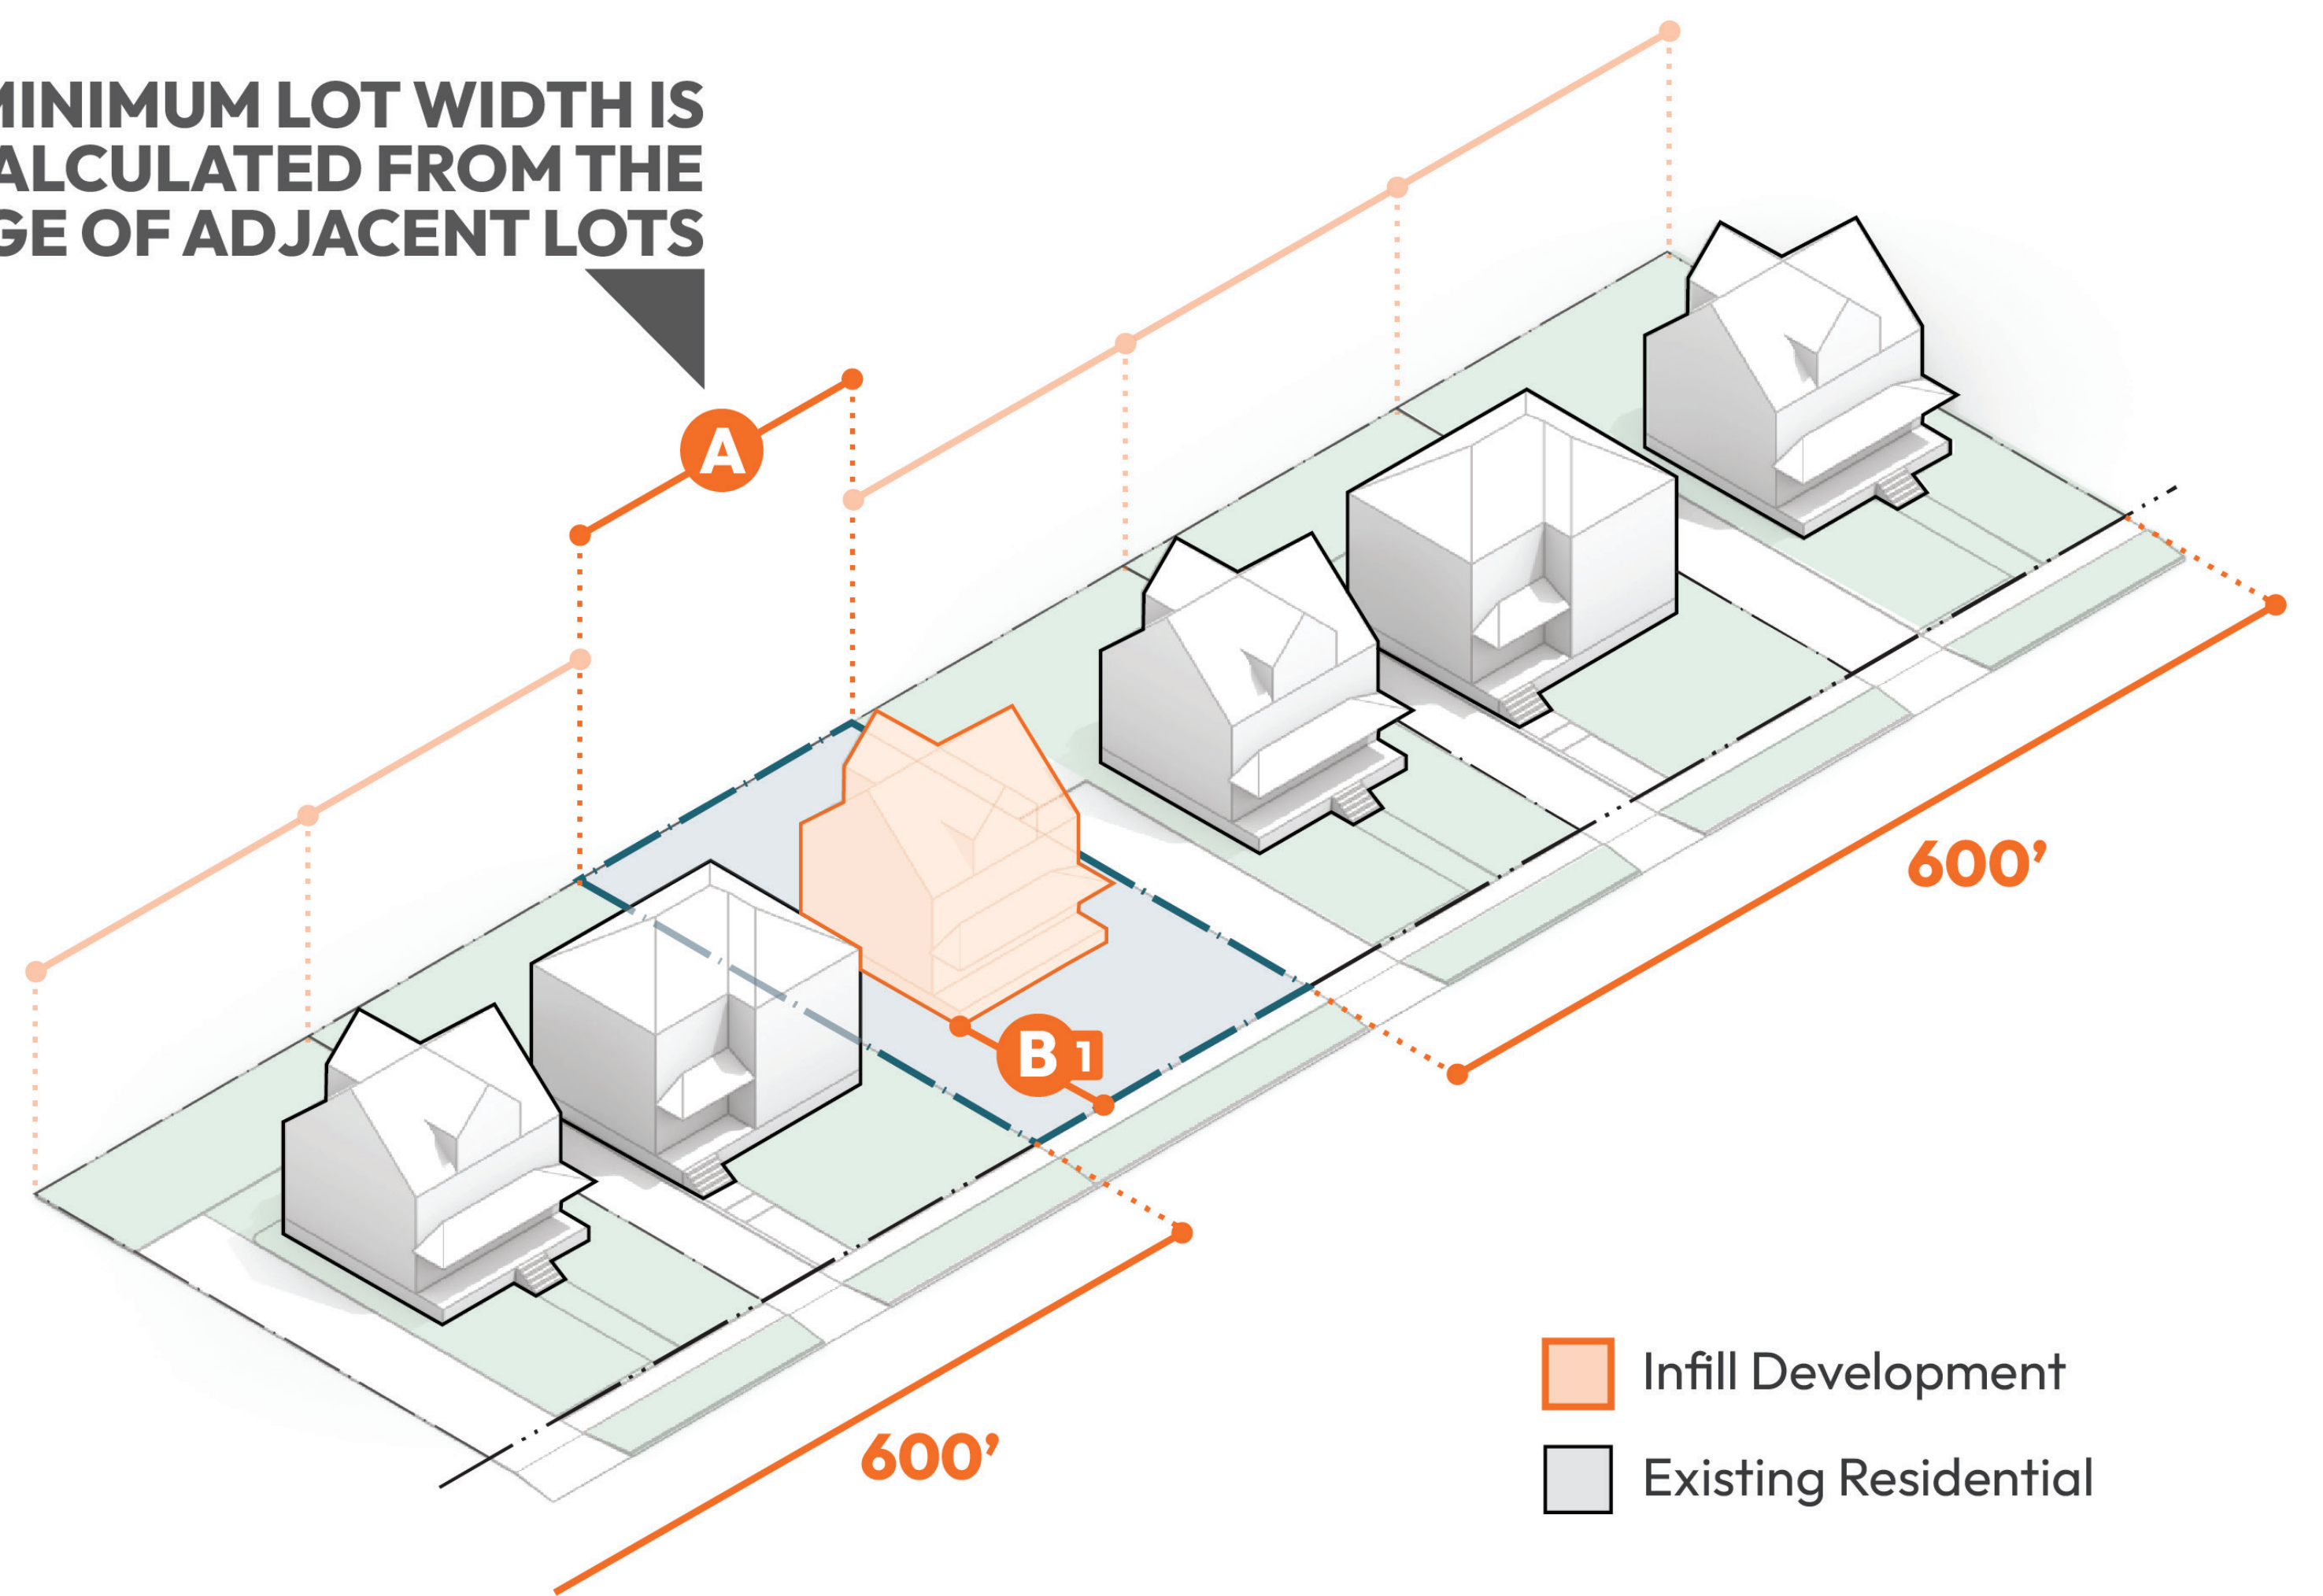 MINIMUM LOT WIDTH IS
ALCULATED FROM THE
GE OF ADJACENT LOTS
A
B 1
600’
600’
Infill Development
Existing Residential